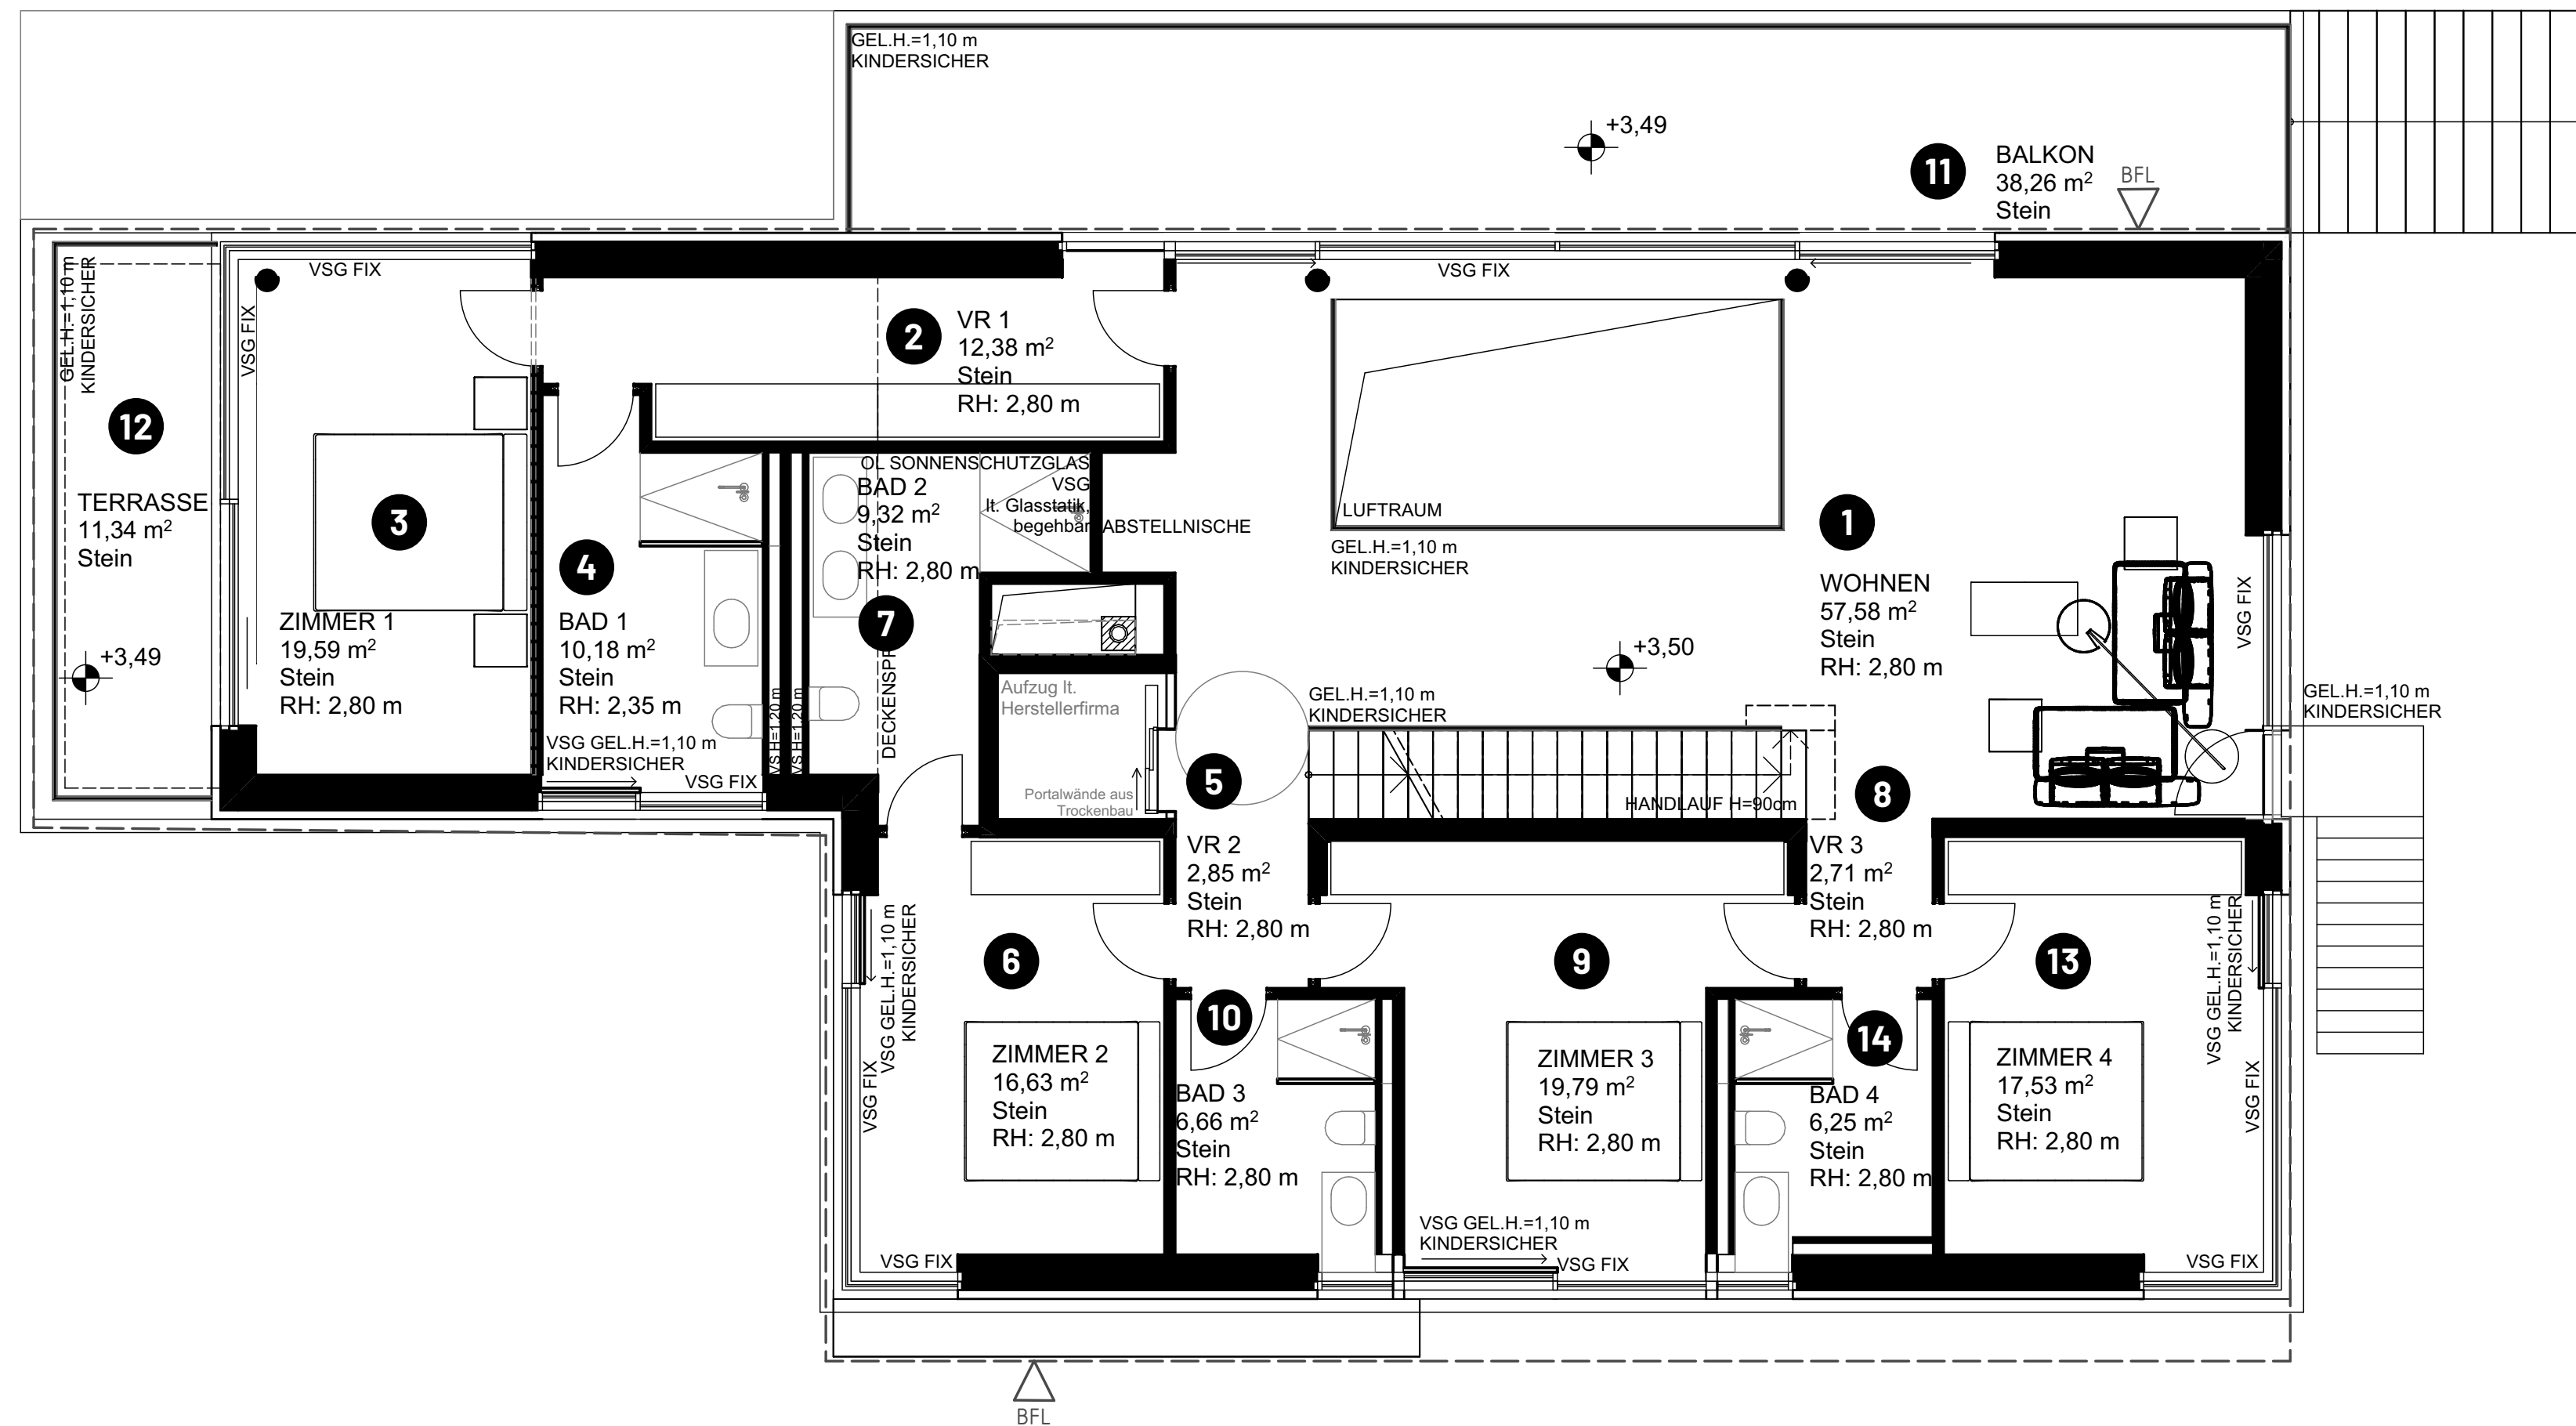 GEL.H.=1,10 m
KINDERSICHER
+3,49
11
BALKON
38,26 m²
Stein
BFL
GEL.H.=1,10 m
KINDERSICHER
12
TERRASSE
11,34 m²
Stein
+3,49
VSG FIX
VSG FIX
3
ZIMMER 1
19,59 m²
Stein
RH: 2,80 m
2
VR 1
12,38 m²
Stein
RH: 2,80 m
4
BAD 1
10,18 m²
Stein
RH: 2,35 m
VSG GEL.H.=1,10 m
KINDERSICHER
VSG FIX
VS H=1,20 m
VS H=1,20 m
OL SONNENSCHUTZGLAS
VSG
lt. Glasstatik,
begehbar
BAD 2
9,32 m²
Stein
RH: 2,80 m
7
DECKENSPR
ABSTELLNISCHE
Aufzug lt.
Herstellerfirma
Portalwände aus
Trockenbau
VSG FIX
LUFTRAUM
GEL.H.=1,10 m
KINDERSICHER
1
WOHNEN
57,58 m²
Stein
RH: 2,80 m
VSG FIX
+3,50
GEL.H.=1,10 m
KINDERSICHER
HANDLAUF H=90cm
GEL.H.=1,10 m
KINDERSICHER
5
VR 2
2,85 m²
Stein
RH: 2,80 m
8
VR 3
2,71 m²
Stein
RH: 2,80 m
6
VSG GEL.H.=1,10 m
KINDERSICHER
VSG FIX
ZIMMER 2
16,63 m²
Stein
RH: 2,80 m
VSG FIX
10
BAD 3
6,66 m²
Stein
RH: 2,80 m
9
ZIMMER 3
19,79 m²
Stein
RH: 2,80 m
VSG GEL.H.=1,10 m
KINDERSICHER
VSG FIX
14
BAD 4
6,25 m²
Stein
RH: 2,80 m
13
ZIMMER 4
17,53 m²
Stein
RH: 2,80 m
VSG GEL.H.=1,10 m
KINDERSICHER
VSG FIX
VSG FIX
BFL